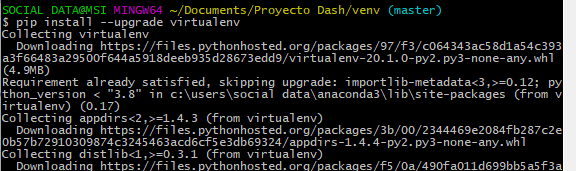 SOCIAL DATA@MSI MINGW64 ~/Documents/Proyecto Dash/venv (master)
$ pip install --upgrade virtualenv
Collecting virtualenv
  Downloading https://files.pythonhosted.org/packages/97/f3/c064343ac58d1a54c393
a3f66483a29500f644a5918deeb935d28673edd9/virtualenv-20.1.0-py2.py3-none-any.whl
(4.9MB)
Requirement already satisfied, skipping upgrade: importlib-metadata<3,>=0.12; py
thon_version < "3.8" in c:\users\social data\anaconda3\lib\site-packages (from v
irtualenv) (0.17)
Collecting appdirs<2,>=1.4.3 (from virtualenv)
  Downloading https://files.pythonhosted.org/packages/3b/00/2344469e2084fb287c2e
0b57b72910309874c3245463acd6cf5e3db69324/appdirs-1.4.4-py2.py3-none-any.whl
Collecting distlib<1,>=0.3.1 (from virtualenv)
  Downloading https://files.pythonhosted.org/packages/f5/0a/490fa011d699bb5a5f3a